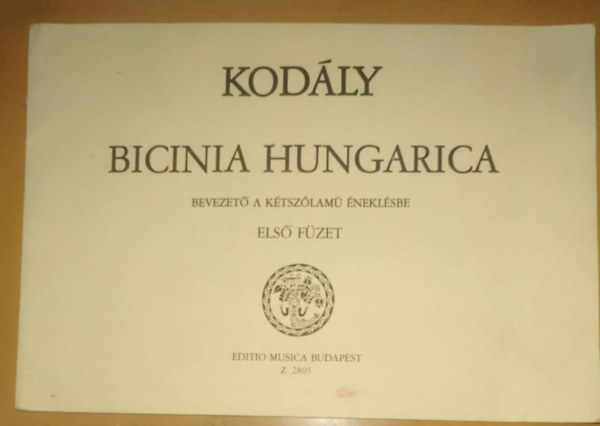 KODÁLY
BICINIA HUNGARICA
BEVEZETŐ A KÉTSZÓLAMÚ ÉNEKLÉSBE
ELSŐ FÜZET
EDITIO MUSICA BUDAPEST
Z. 2805